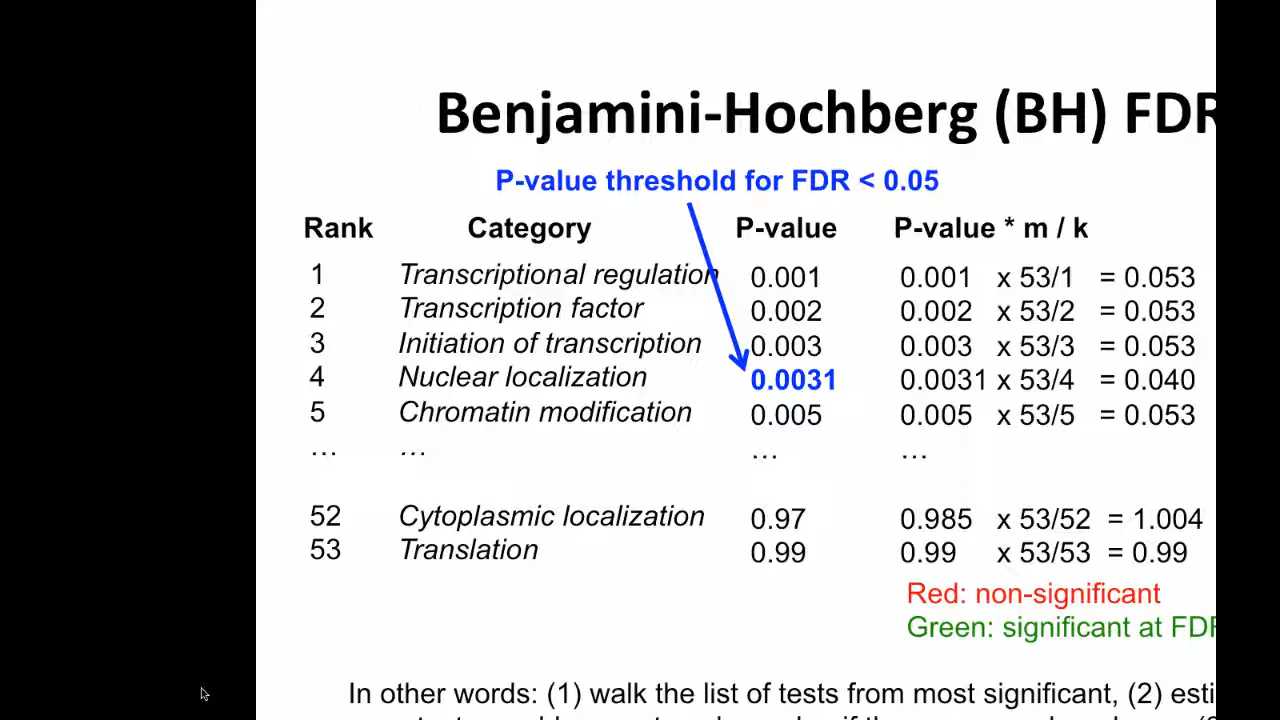 Benjamini-Hochberg (BH) FDR
P-value threshold for FDR < 0.05
Rank Category P-value P-value * m / k
1 Transcriptional regulation 0.001 0.001 x 53/1 = 0.053
2 Transcription factor 0.002 0.002 x 53/2 = 0.053
3 Initiation of transcription 0.003 0.003 x 53/3 = 0.053
4 Nuclear localization 0.0031 0.0031 x 53/4 = 0.040
5 Chromatin modification 0.005 0.005 x 53/5 = 0.053
… … … …
52 Cytoplasmic localization 0.97 0.985 x 53/52 = 1.004
53 Translation 0.99 0.99 x 53/53 = 0.99
Red: non-significant
Green: significant at FDR
In other words: (1) walk the list of tests from most significant, (2) esti